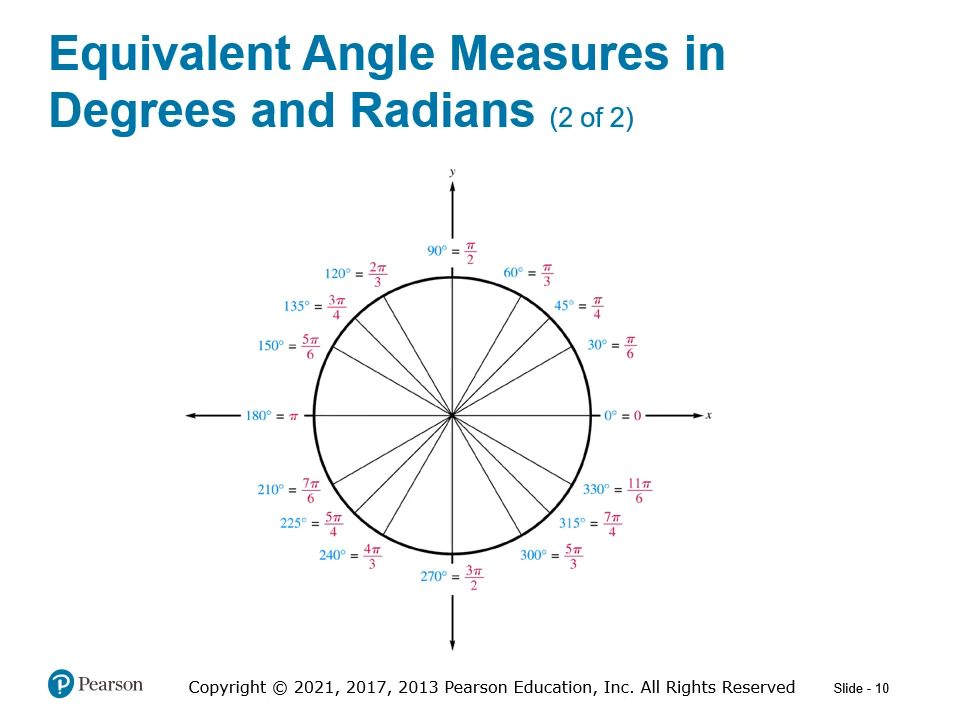 Equivalent Angle Measures in
Degrees and Radians (2 of 2)
y
90° = π/2
120° = 2π/3
60° = π/3
135° = 3π/4
45° = π/4
150° = 5π/6
30° = π/6
180° = π
0° = 0
x
210° = 7π/6
330° = 11π/6
225° = 5π/4
315° = 7π/4
240° = 4π/3
300° = 5π/3
270° = 3π/2
Pearson
Copyright © 2021, 2017, 2013 Pearson Education, Inc. All Rights Reserved
Slide - 10